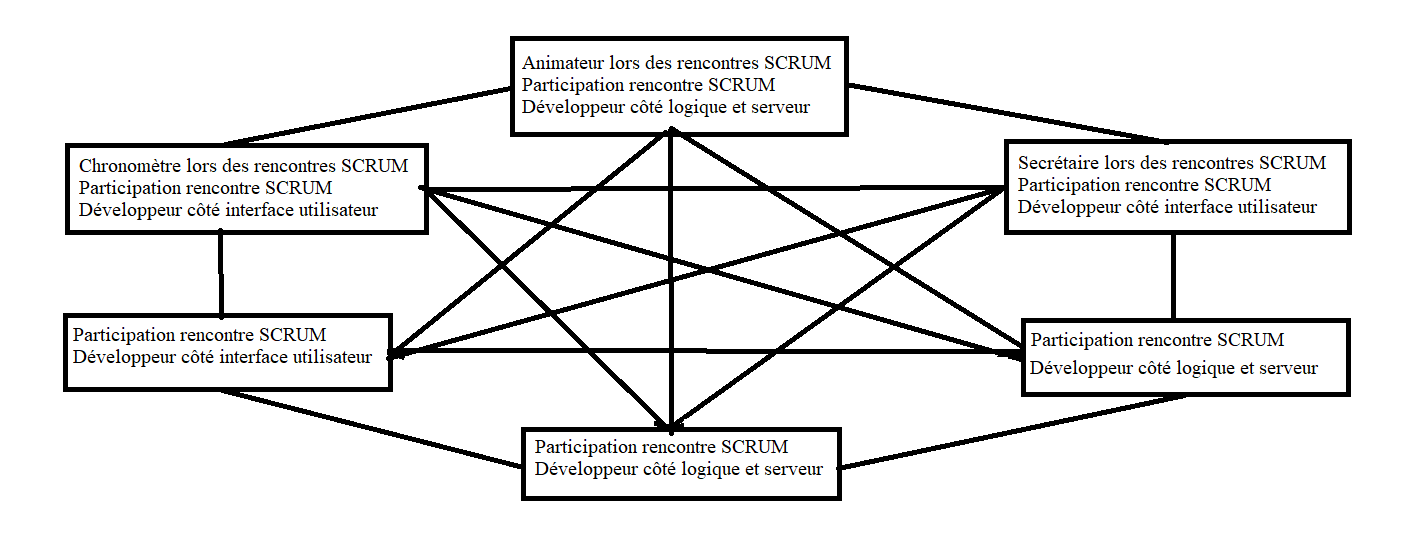 Animateur lors des rencontres SCRUM
Participation rencontre SCRUM
Développeur côté logique et serveur
Chronomètre lors des rencontres SCRUM
Participation rencontre SCRUM
Développeur côté interface utilisateur
Secrétaire lors des rencontres SCRUM
Participation rencontre SCRUM
Développeur côté interface utilisateur
Participation rencontre SCRUM
Développeur côté interface utilisateur
Participation rencontre SCRUM
Développeur côté logique et serveur
Participation rencontre SCRUM
Développeur côté logique et serveur